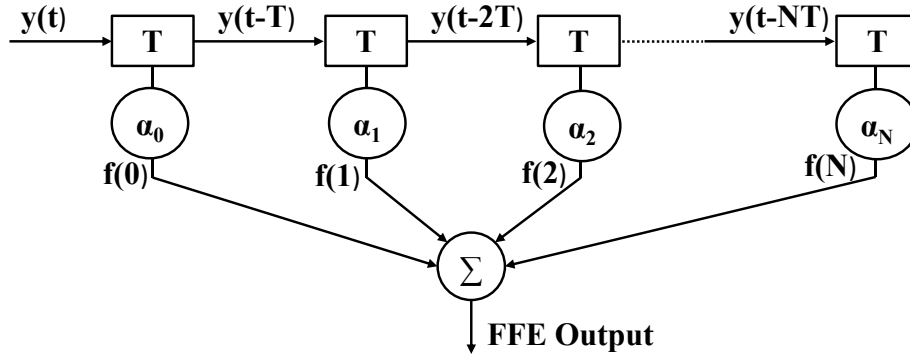 y(t) y(t-T) y(t-2T) y(t-NT)
T T T T
α0 α1 α2 αN
f(0) f(1) f(2) f(N)
Σ
FFE Output